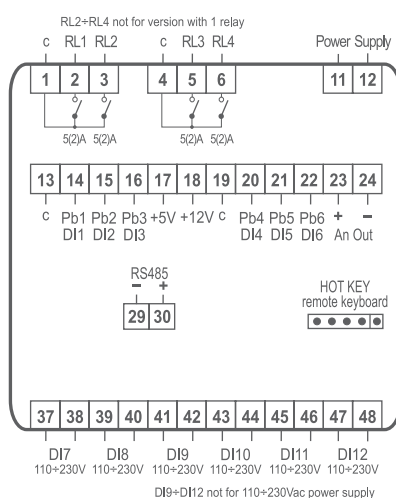 RL2÷RL4 not for version with 1 relay
c RL1 RL2 c RL3 RL4 Power Supply
1 2 3 4 5 6 11 12
5(2)A 5(2)A 5(2)A 5(2)A
13 14 15 16 17 18 19 20 21 22 23 24
c Pb1 Pb2 Pb3 +5V +12V c Pb4 Pb5 Pb6 + −
DI1 DI2 DI3 DI4 DI5 DI6 An Out
RS485
− +
29 30
HOT KEY
remote keyboard
37 38 39 40 41 42 43 44 45 46 47 48
DI7 DI8 DI9 DI10 DI11 DI12
110÷230V 110÷230V 110÷230V 110÷230V 110÷230V 110÷230V
DI9÷DI12 not for 110÷230Vac power supply